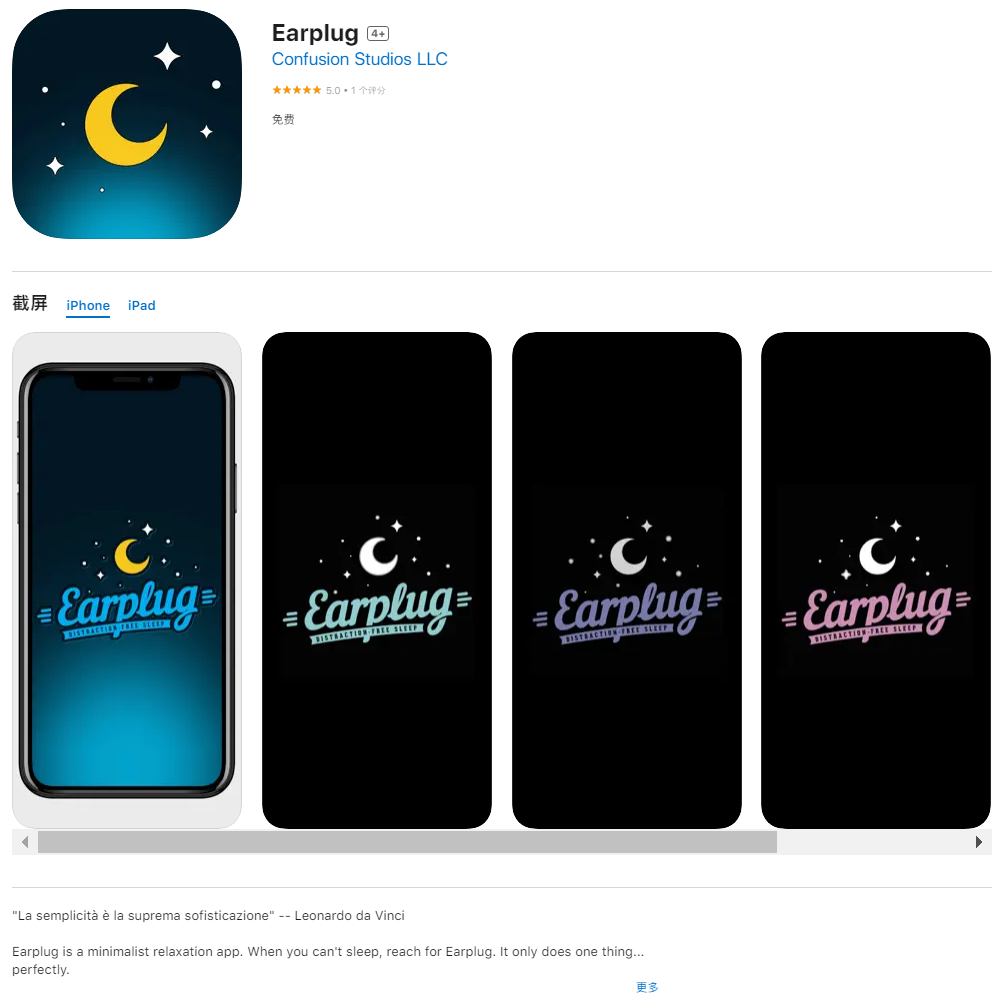 Earplug 4+
Confusion Studios LLC
★★★★★ 5.0 • 1 个评分
免费
截屏 iPhone iPad
Earplug
DISTRACTION-FREE SLEEP
Earplug
DISTRACTION-FREE SLEEP
Earplug
DISTRACTION-FREE SLEEP
Earplug
DISTRACTION-FREE SLEEP
"La semplicità è la suprema sofisticazione" -- Leonardo da Vinci
Earplug is a minimalist relaxation app. When you can't sleep, reach for Earplug. It only does one thing...
perfectly.
更多